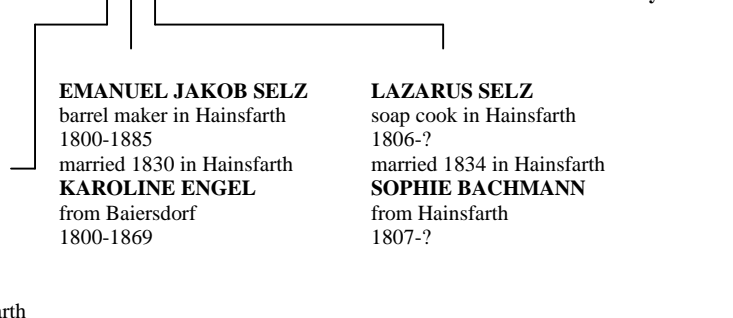 EMANUEL JAKOB SELZ
barrel maker in Hainsfarth
1800-1885
married 1830 in Hainsfarth
KAROLINE ENGEL
from Baiersdorf
1800-1869
LAZARUS SELZ
soap cook in Hainsfarth
1806-?
married 1834 in Hainsfarth
SOPHIE BACHMANN
from Hainsfarth
1807-?
arth